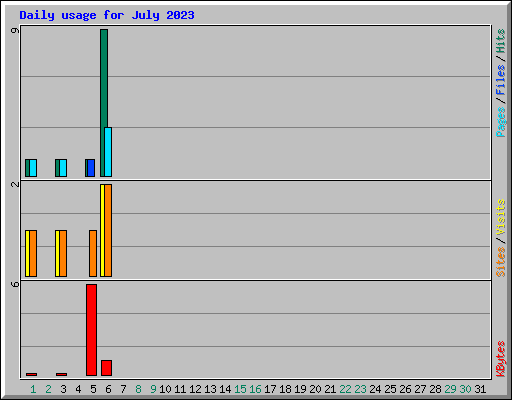 Daily usage for July 2023
9
2
6
Pages / Files / Hits
Sites / Visits
KBytes
1 2 3 4 5 6 7 8 9 10 11 12 13 14 15 16 17 18 19 20 21 22 23 24 25 26 27 28 29 30 31